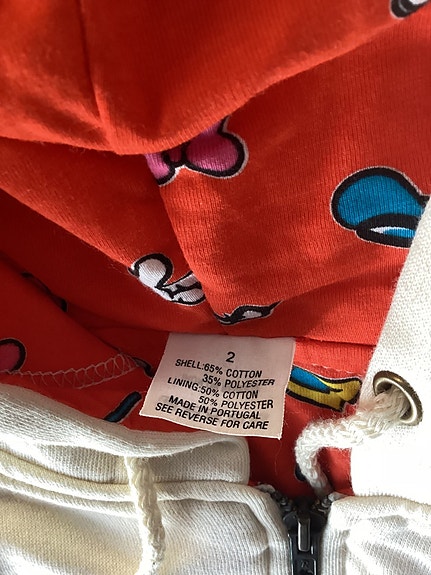 2
SHELL:65% COTTON
35% POLYESTER
LINING:50% COTTON
50% POLYESTER
MADE IN PORTUGAL
SEE REVERSE FOR CARE